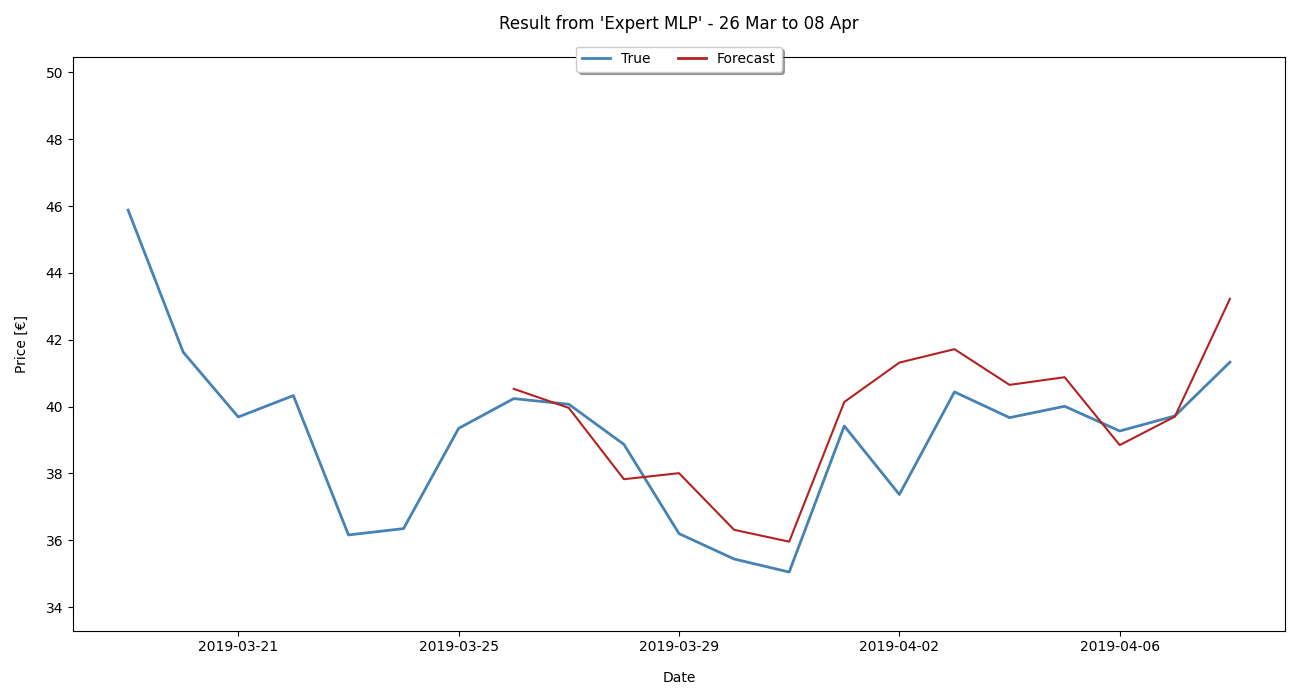 Result from 'Expert MLP' - 26 Mar to 08 Apr
True Forecast
50
48
46
44
42
40
38
36
34
Price [€]
2019-03-21 2019-03-25 2019-03-29 2019-04-02 2019-04-06
Date